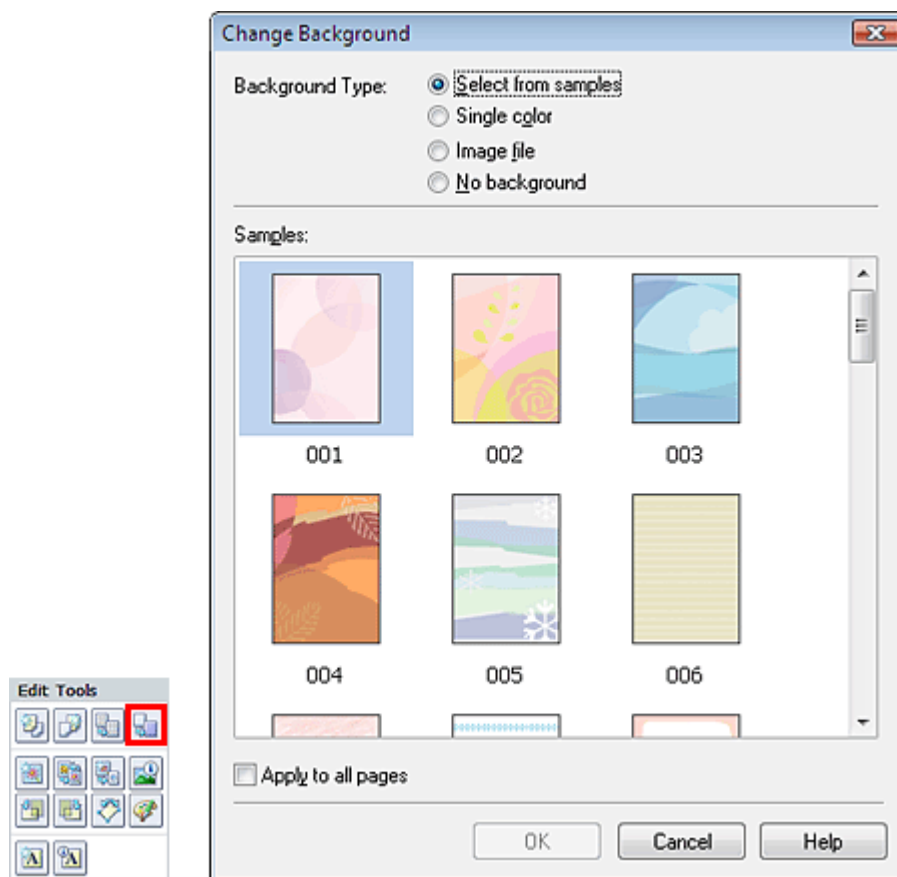 Change Background
Background Type:
Select from samples
Single color
Image file
No background
Samples:
001 002 003
004 005 006
Edit Tools
Apply to all pages
OK Cancel Help